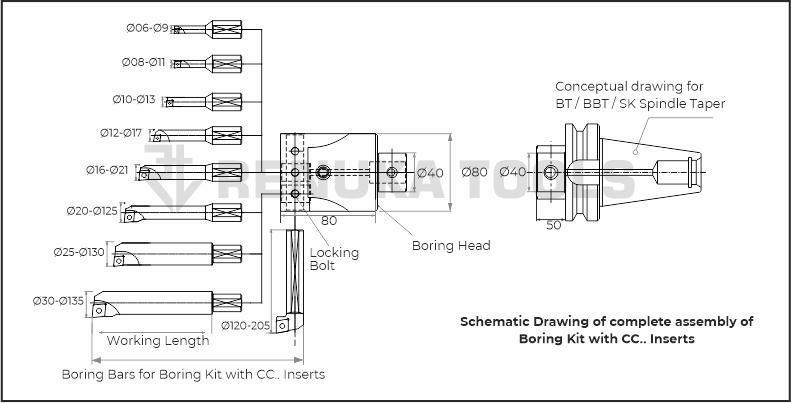 Ø06-Ø9
Ø08-Ø11
Ø10-Ø13
Ø12-Ø17
Ø16-Ø21
Ø20-Ø125
Ø25-Ø130
Ø30-Ø135
Working Length
Boring Bars for Boring Kit with CC.. Inserts
Ø120-205
Locking
Bolt
80
Boring Head
Ø40
Ø80
Ø40
50
Conceptual drawing for
BT / BBT / SK Spindle Taper
RENUKA TOOLS
Schematic Drawing of complete assembly of
Boring Kit with CC.. Inserts